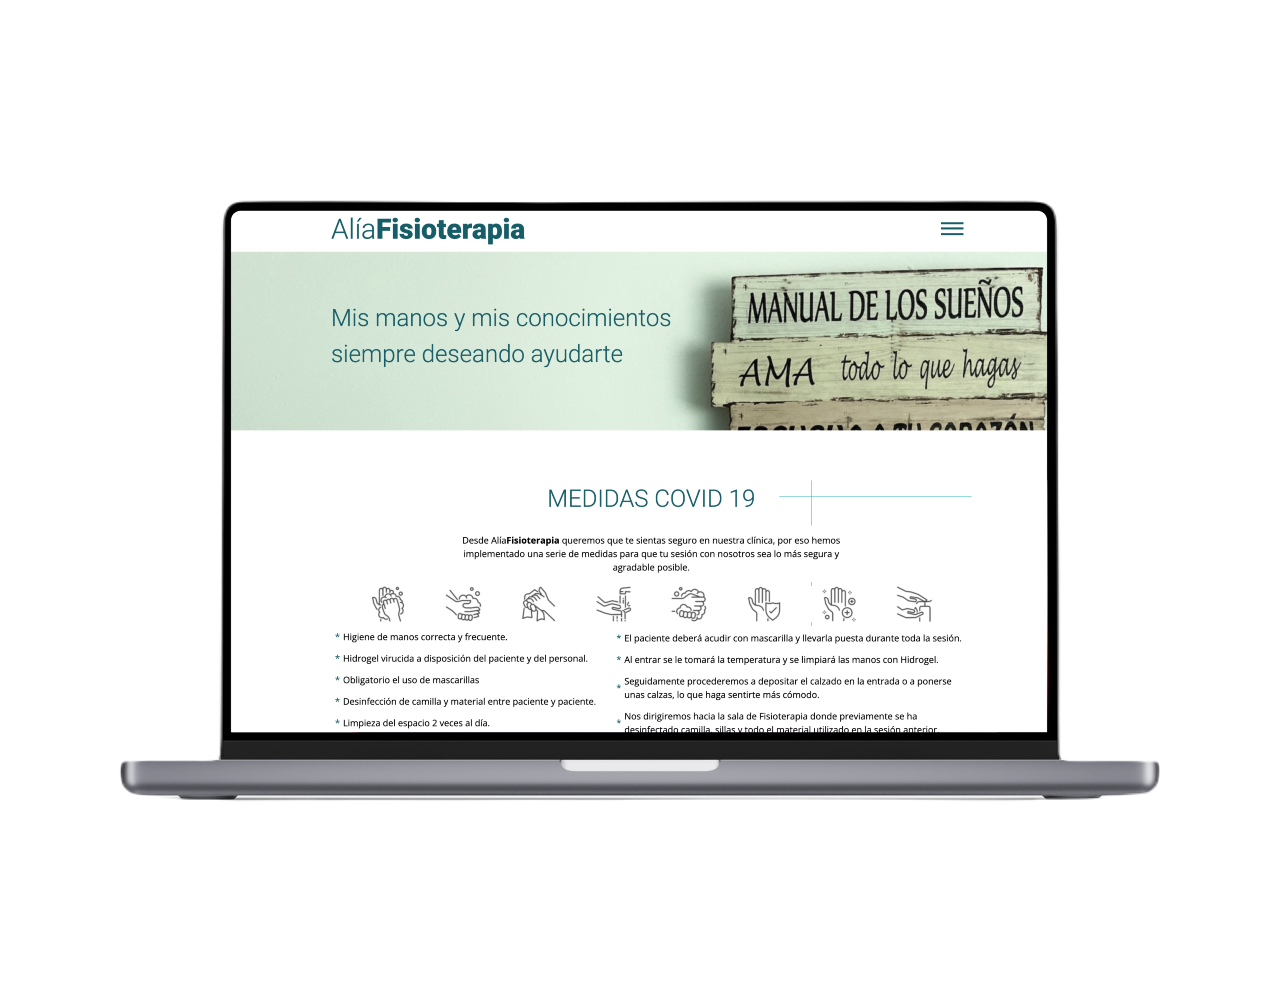 AlíaFisioterapia
Mis manos y mis conocimientos
siempre deseando ayudarte
MANUAL DE LOS SUEÑOS
AMA todo lo que hagas
ESCUCHA A TU CORAZÓN
MEDIDAS COVID 19
Desde AlíaFisioterapia queremos que te sientas seguro en nuestra clínica, por eso hemos
implementado una serie de medidas para que tu sesión con nosotros sea lo más segura y
agradable posible.
* Higiene de manos correcta y frecuente.
* Hidrogel virucida a disposición del paciente y del personal.
* Obligatorio el uso de mascarillas
* Desinfección de camilla y material entre paciente y paciente.
* Limpieza del espacio 2 veces al día.
* El paciente deberá acudir con mascarilla y llevarla puesta durante toda la sesión.
* Al entrar se le tomará la temperatura y se limpiará las manos con Hidrogel.
* Seguidamente procederemos a depositar el calzado en la entrada o a ponerse
unas calzas, lo que haga sentirte más cómodo.
* Nos dirigiremos hacia la sala de Fisioterapia donde previamente se ha
desinfectado camilla, sillas y todo el material utilizado en la sesión anterior.